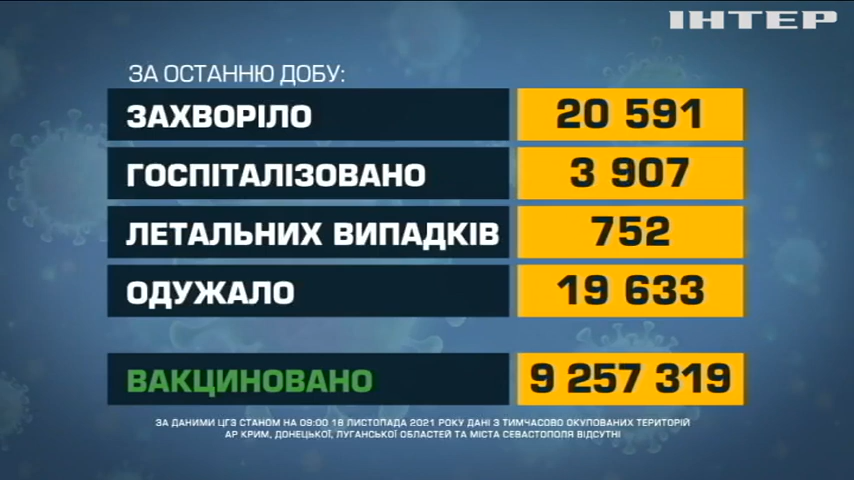 ІНТЕР
ЗА ОСТАННЮ ДОБУ:
ЗАХВОРІЛО 20 591
ГОСПІТАЛІЗОВАНО 3 907
ЛЕТАЛЬНИХ ВИПАДКІВ 752
ОДУЖАЛО 19 633
ВАКЦИНОВАНО 9 257 319
ЗА ДАНИМИ ЦГЗ СТАНОМ НА 09:00 18 ЛИСТОПАДА 2021 РОКУ ДАНІ З ТИМЧАСОВО ОКУПОВАНИХ ТЕРИТОРІЙ
АР КРИМ, ДОНЕЦЬКОЇ, ЛУГАНСЬКОЇ ОБЛАСТЕЙ ТА МІСТА СЕВАСТОПОЛЯ ВІДСУТНІ